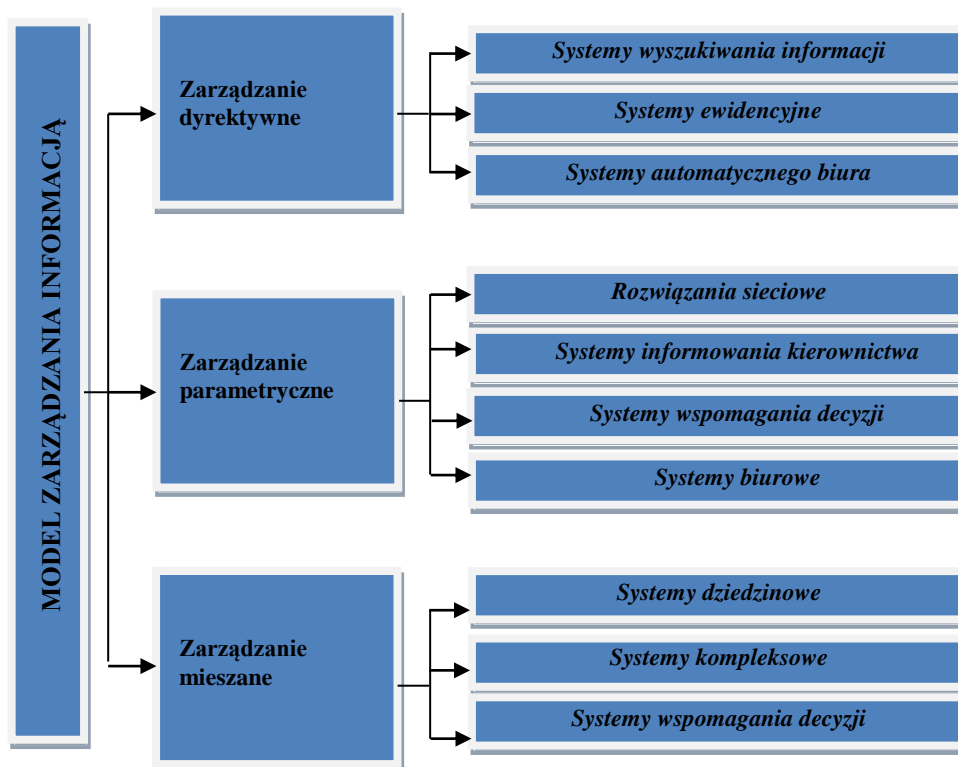 MODEL ZARZĄDZANIA INFORMACJĄ
Zarządzanie
dyrektywne
Systemy wyszukiwania informacji
Systemy ewidencyjne
Systemy automatycznego biura
Zarządzanie
parametryczne
Rozwiązania sieciowe
Systemy informowania kierownictwa
Systemy wspomagania decyzji
Systemy biurowe
Zarządzanie
mieszane
Systemy dziedzinowe
Systemy kompleksowe
Systemy wspomagania decyzji